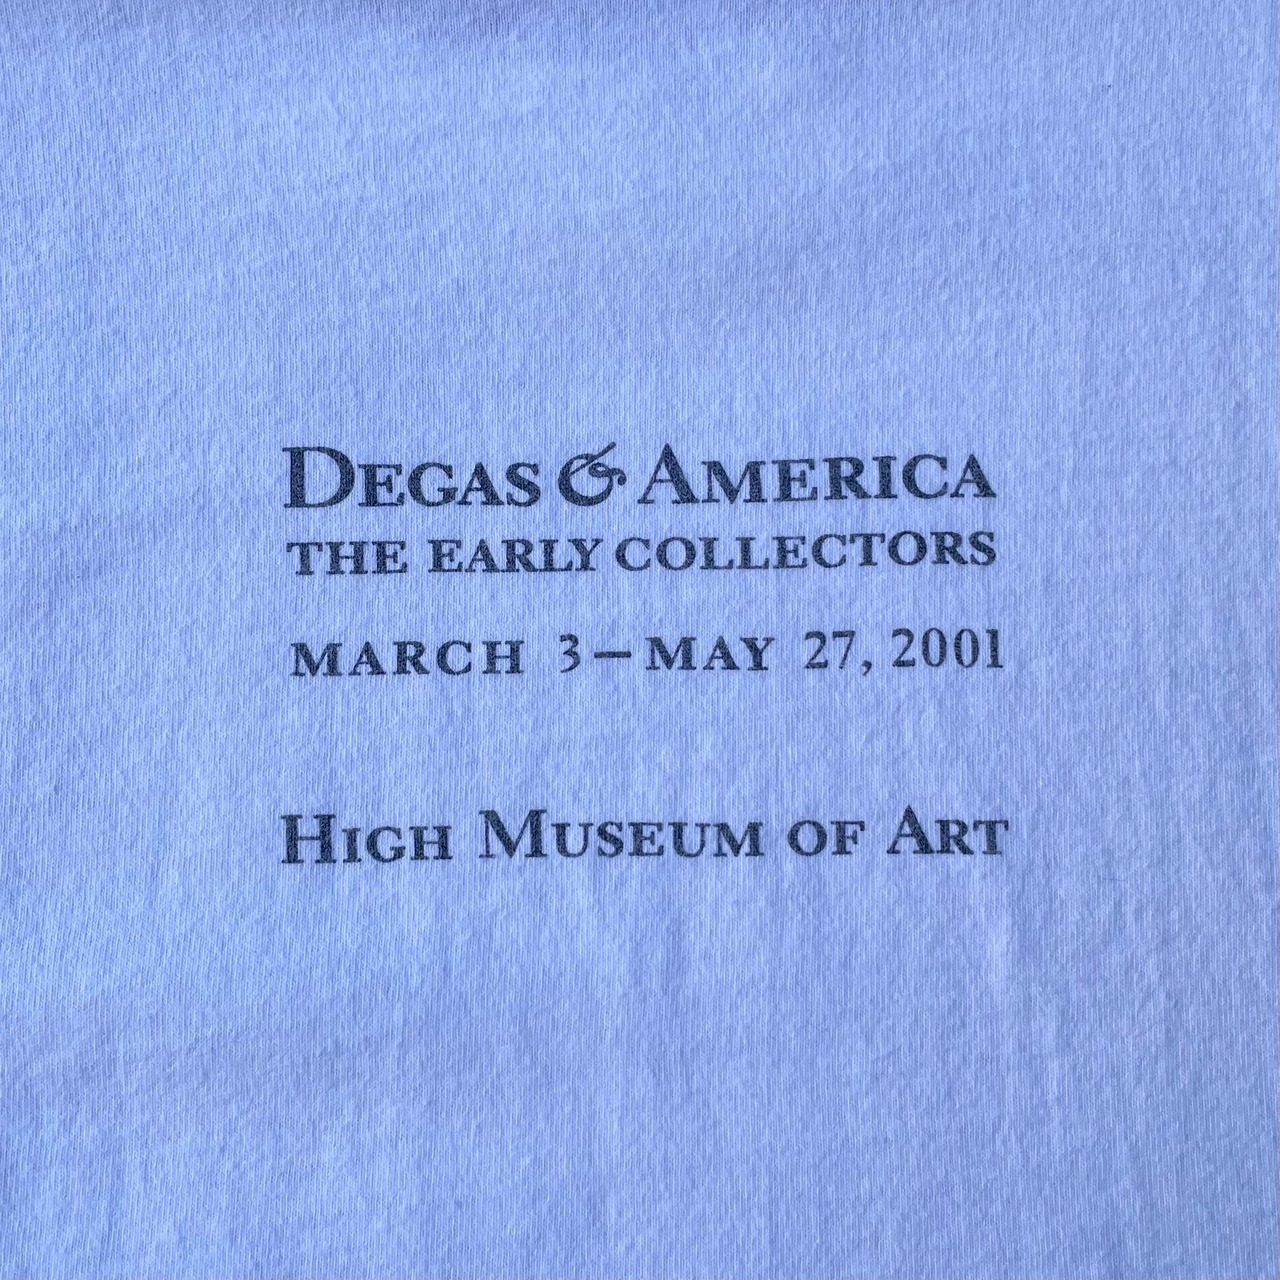 Degas & America
THE EARLY COLLECTORS
MARCH 3–MAY 27, 2001
High Museum of Art